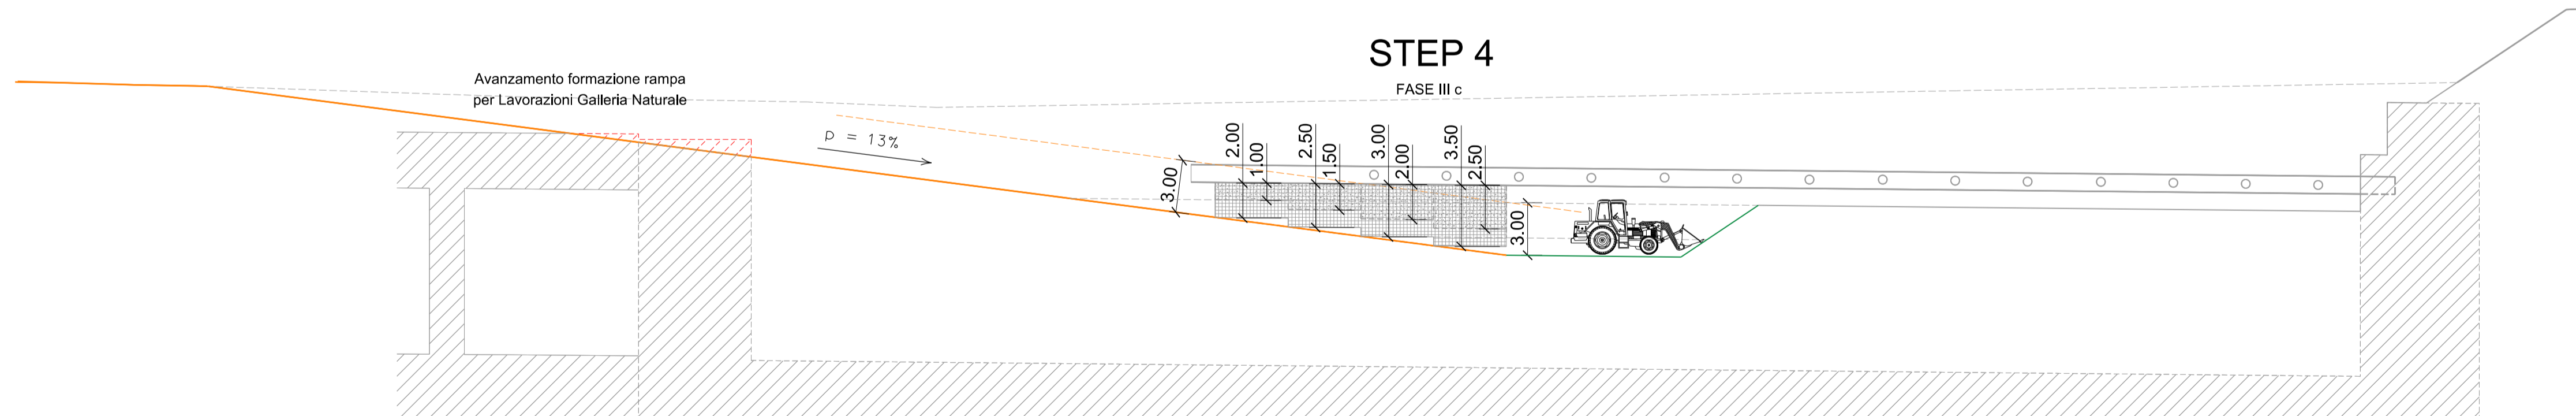 STEP 4
FASE III c
Avanzamento formazione rampa
per Lavorazioni Galleria Naturale
P = 13%
3.00
2.00
1.00
2.50
1.50
3.00
2.00
3.50
2.50
3.00